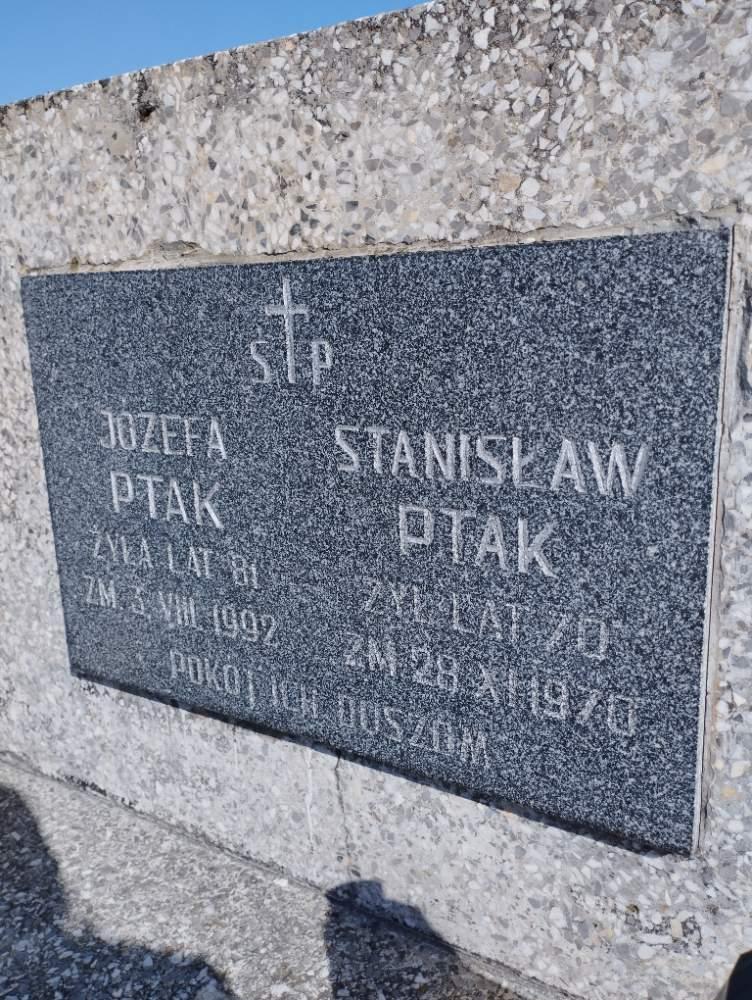 Ś P
JÓZEFA
PTAK
ŻYŁA LAT 81
ZM. 3. VIII. 1992
STANISŁAW
PTAK
ŻYŁ LAT 70
ZM 28 XI 1970
POKÓJ ICH DUSZOM